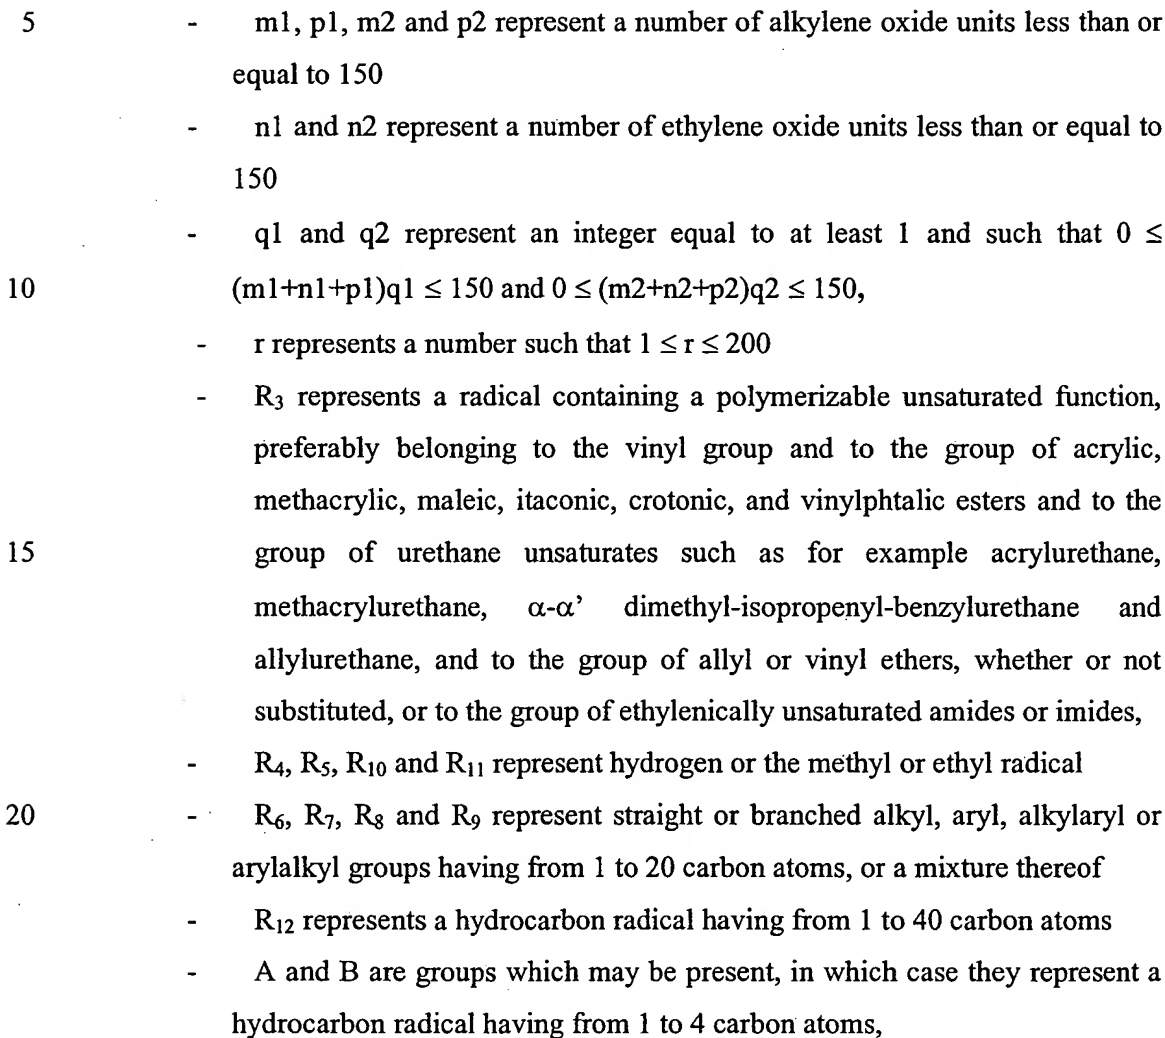 5 - m1, p1, m2 and p2 represent a number of alkylene oxide units less than or
equal to 150
- n1 and n2 represent a number of ethylene oxide units less than or equal to
150
- q1 and q2 represent an integer equal to at least 1 and such that 0 ≤
10 (m1+n1+p1)q1 ≤ 150 and 0 ≤ (m2+n2+p2)q2 ≤ 150,
- r represents a number such that 1 ≤ r ≤ 200
- R₃ represents a radical containing a polymerizable unsaturated function,
preferably belonging to the vinyl group and to the group of acrylic,
methacrylic, maleic, itaconic, crotonic, and vinylphtalic esters and to the
15 group of urethane unsaturates such as for example acrylurethane,
methacrylurethane, α-α’ dimethyl-isopropenyl-benzylurethane and
allylurethane, and to the group of allyl or vinyl ethers, whether or not
substituted, or to the group of ethylenically unsaturated amides or imides,
- R₄, R₅, R₁₀ and R₁₁ represent hydrogen or the methyl or ethyl radical
20 - R₆, R₇, R₈ and R₉ represent straight or branched alkyl, aryl, alkylaryl or
arylalkyl groups having from 1 to 20 carbon atoms, or a mixture thereof
- R₁₂ represents a hydrocarbon radical having from 1 to 40 carbon atoms
- A and B are groups which may be present, in which case they represent a
hydrocarbon radical having from 1 to 4 carbon atoms,